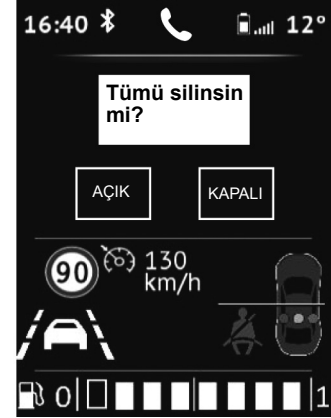 16:40 12°
Tümü silinsin
mi?
AÇIK KAPALI
90 130
km/h
0 1